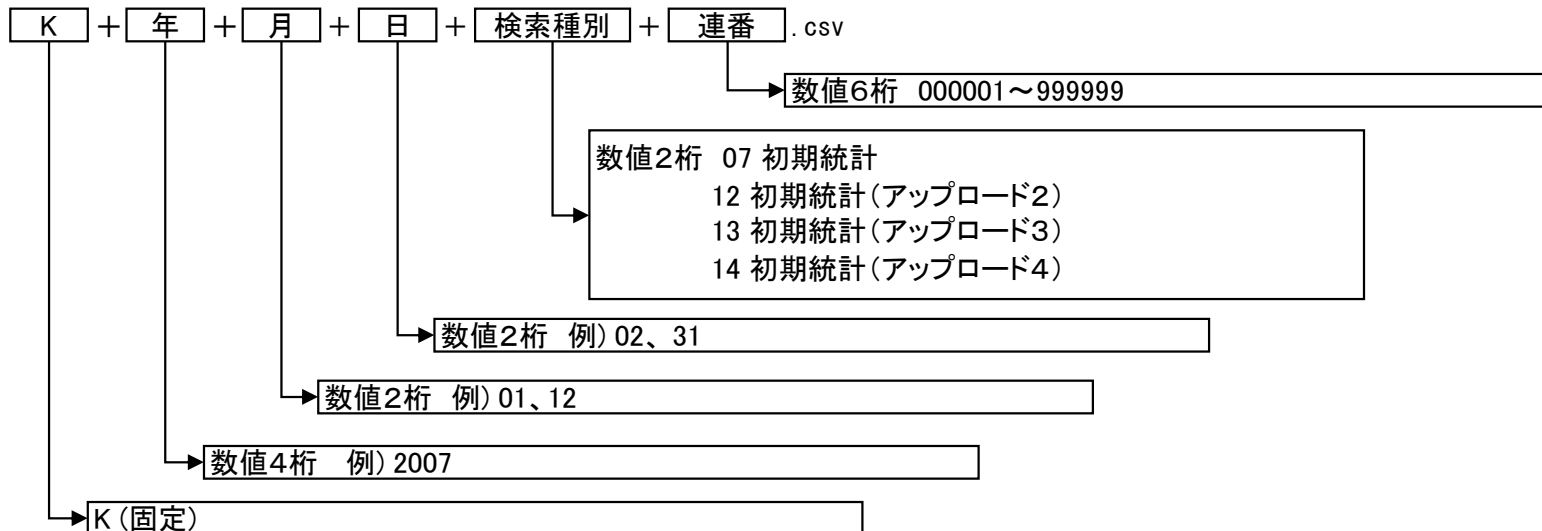 K + 年 + 月 + 日 + 検索種別 + 連番 .csv
数値6桁 000001～999999
数値2桁 07 初期統計
12 初期統計(アップロード2)
13 初期統計(アップロード3)
14 初期統計(アップロード4)
数値2桁 例)02、31
数値2桁 例)01、12
数値4桁 例)2007
K(固定)